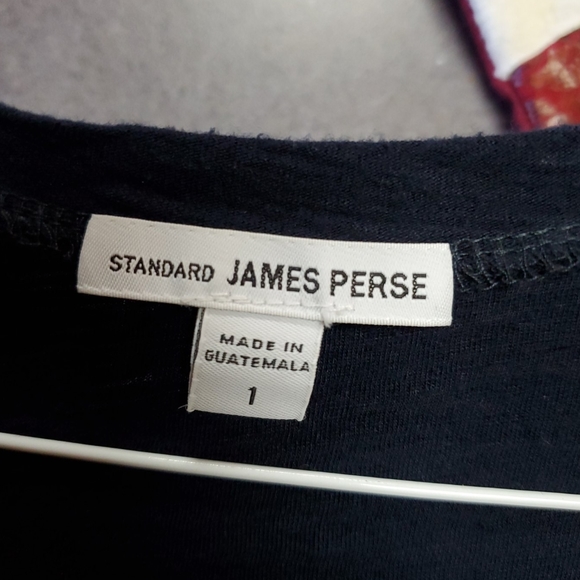 STANDARD JAMES PERSE
MADE IN
GUATEMALA
1